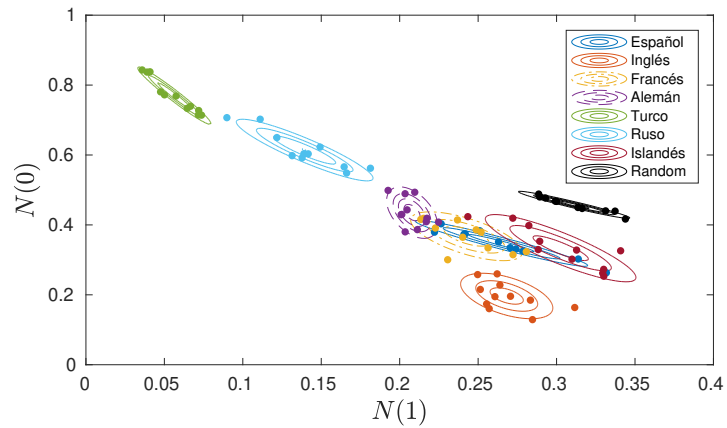 1
0.8
0.6
0.4
0.2
0
N(0)
0
0.05
0.1
0.15
0.2
0.25
0.3
0.35
0.4
N(1)
Español
Inglés
Francés
Alemán
Turco
Ruso
Islandés
Random